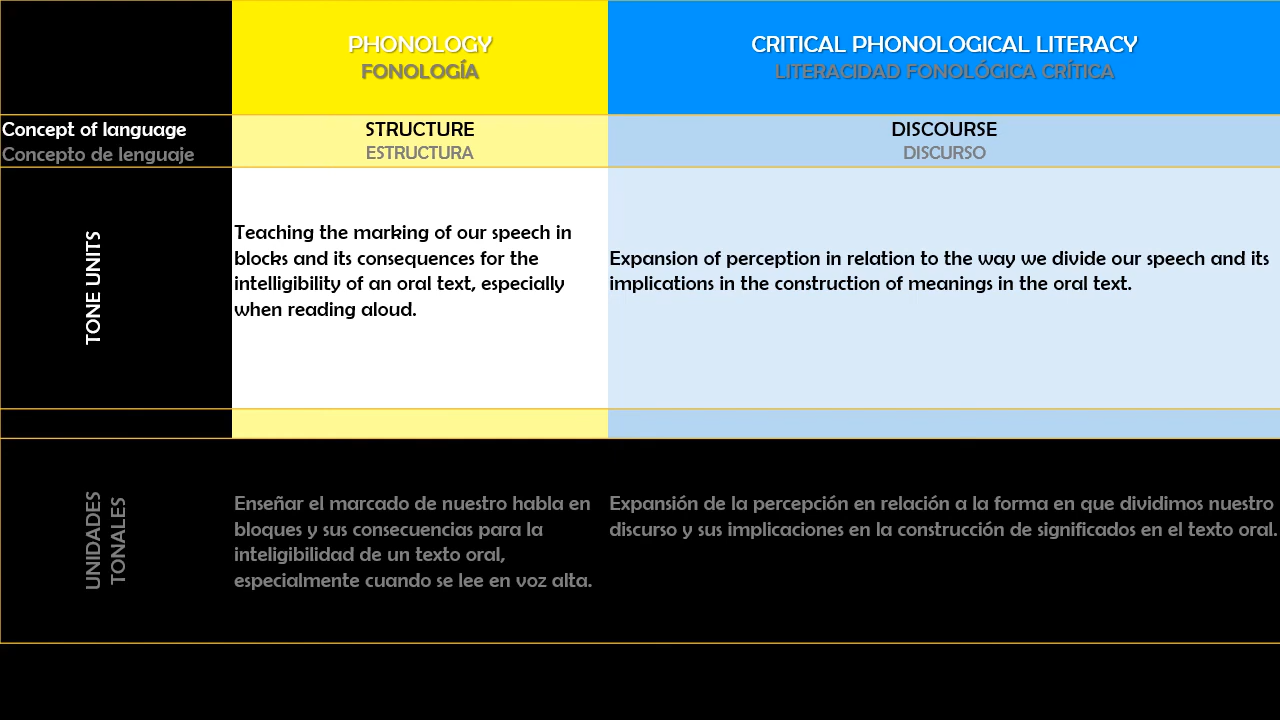 PHONOLOGY
FONOLOGÍA
CRITICAL PHONOLOGICAL LITERACY
LITERACIDAD FONOLÓGICA CRÍTICA
Concept of language
Concepto de lenguaje
STRUCTURE
ESTRUCTURA
DISCOURSE
DISCURSO
TONE UNITS
Teaching the marking of our speech in
blocks and its consequences for the
intelligibility of an oral text, especially
when reading aloud.
Expansion of perception in relation to the way we divide our speech and its
implications in the construction of meanings in the oral text.
UNIDADES
TONALES
Enseñar el marcado de nuestro habla en
bloques y sus consecuencias para la
inteligibilidad de un texto oral,
especialmente cuando se lee en voz alta.
Expansión de la percepción en relación a la forma en que dividimos nuestro
discurso y sus implicaciones en la construcción de significados en el texto oral.